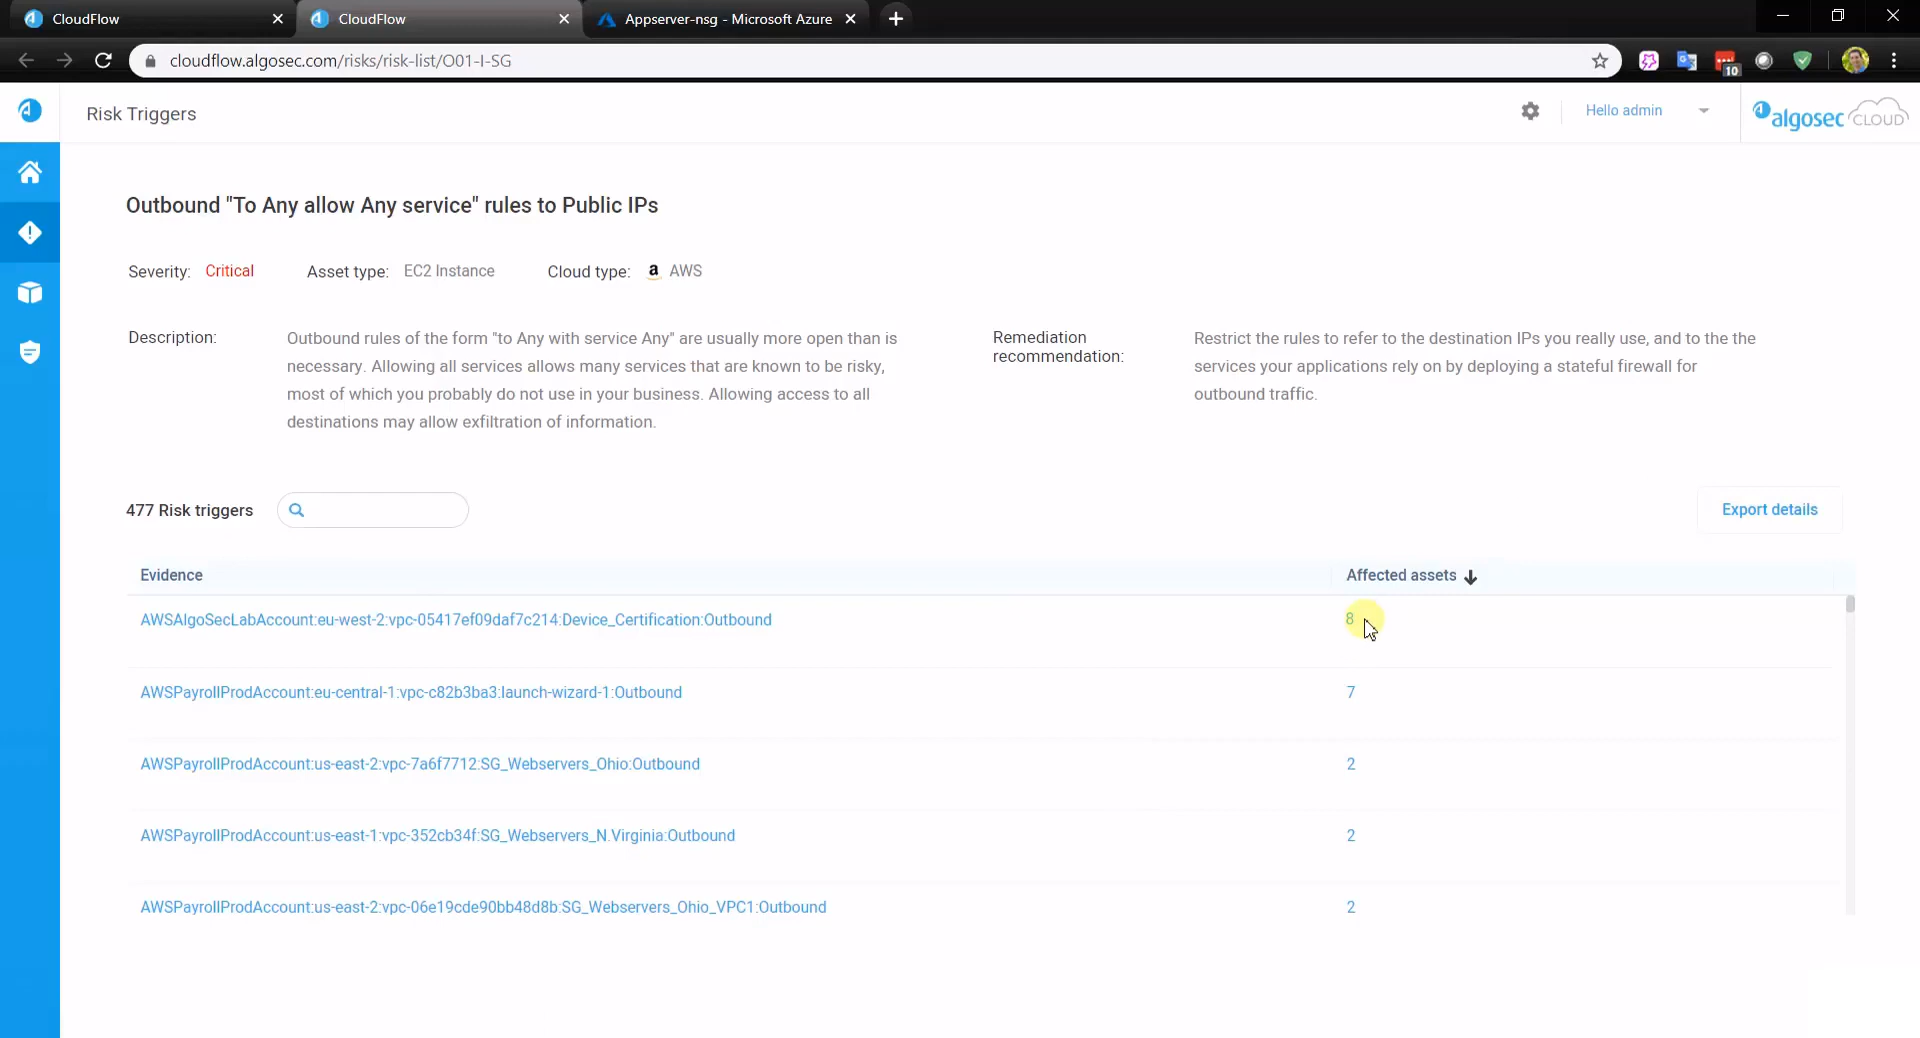 CloudFlow
CloudFlow
Appserver-nsg - Microsoft Azure
cloudflow.algosec.com/risks/risk-list/O01-I-SG
10
Risk Triggers
Hello admin
algosec CLOUD
Outbound "To Any allow Any service" rules to Public IPs
Severity: Critical Asset type: EC2 Instance Cloud type: a AWS
Description:
Outbound rules of the form "to Any with service Any" are usually more open than is
necessary. Allowing all services allows many services that are known to be risky,
most of which you probably do not use in your business. Allowing access to all
destinations may allow exfiltration of information.
Remediation
recommendation:
Restrict the rules to refer to the destination IPs you really use, and to the the
services your applications rely on by deploying a stateful firewall for
outbound traffic.
477 Risk triggers
Export details
Evidence Affected assets
AWSAlgoSecLabAccount:eu-west-2:vpc-05417ef09daf7c214:Device_Certification:Outbound 8
AWSPayrollProdAccount:eu-central-1:vpc-c82b3ba3:launch-wizard-1:Outbound 7
AWSPayrollProdAccount:us-east-2:vpc-7a6f7712:SG_Webservers_Ohio:Outbound 2
AWSPayrollProdAccount:us-east-1:vpc-352cb34f:SG_Webservers_N.Virginia:Outbound 2
AWSPayrollProdAccount:us-east-2:vpc-06e19cde90bb48d8b:SG_Webservers_Ohio_VPC1:Outbound 2